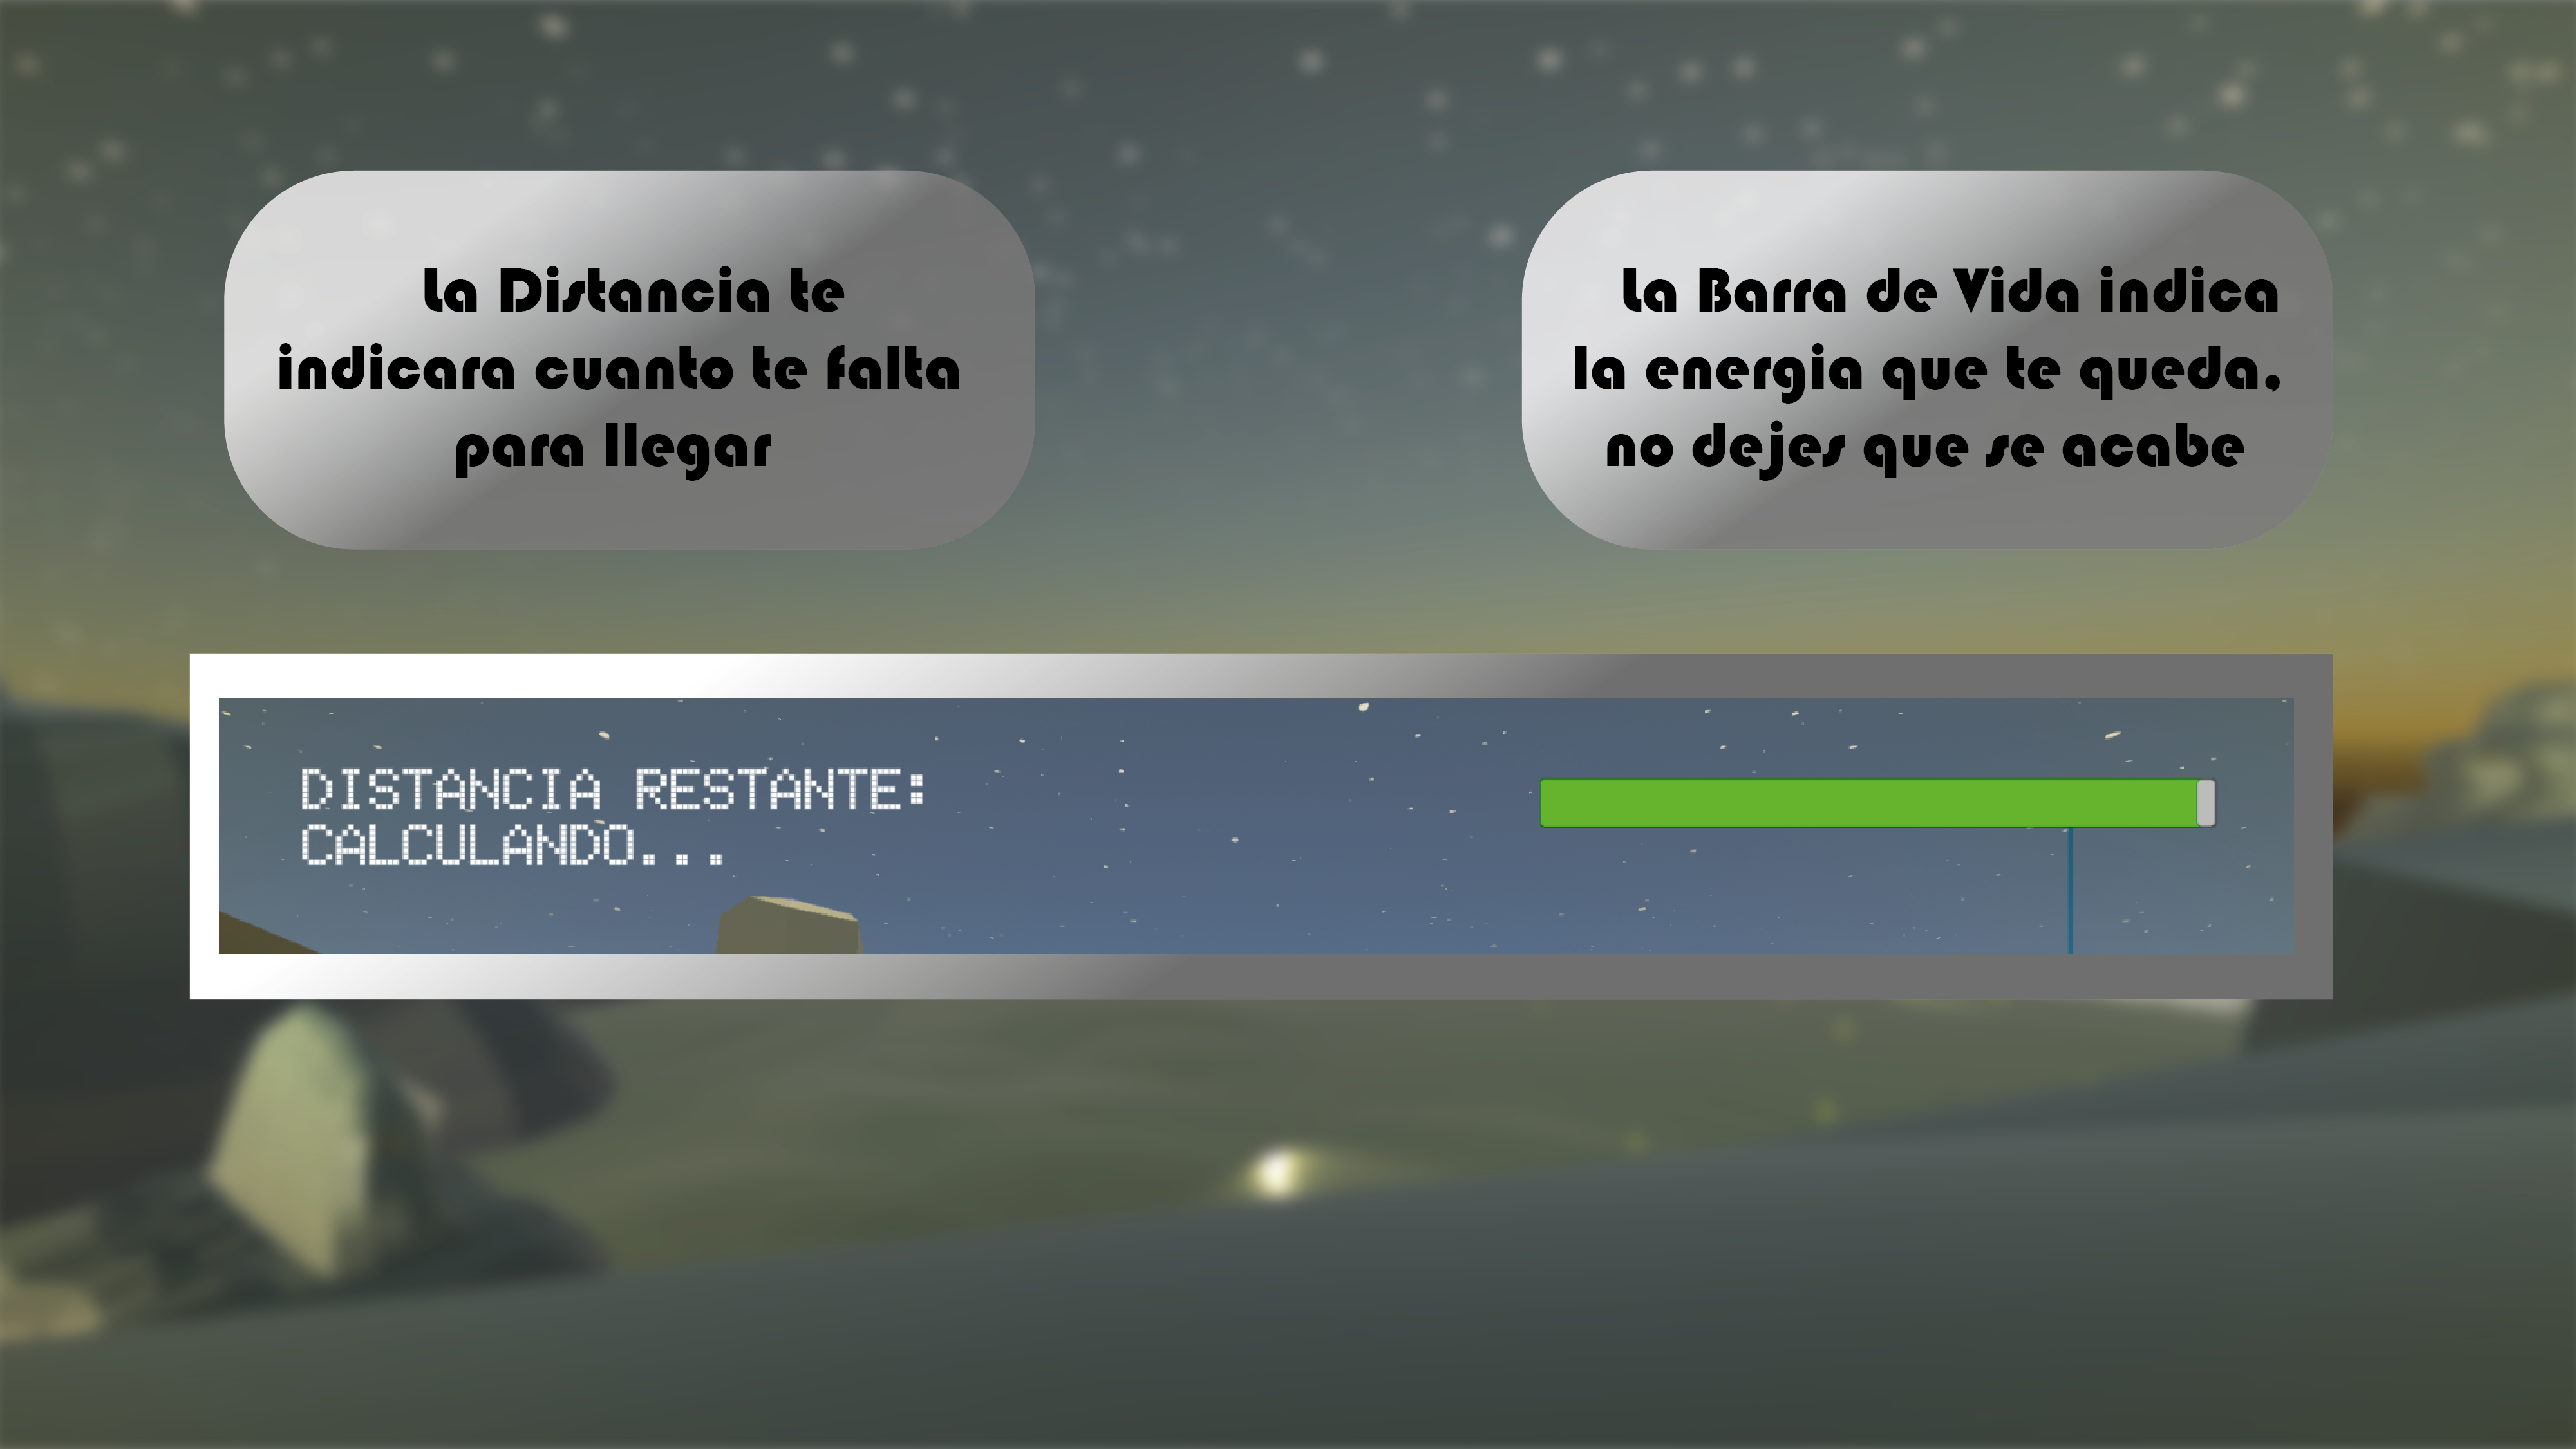 La Distancia te
indicara cuanto te falta
para llegar
La Barra de Vida indica
la energia que te queda,
no dejes que se acabe
DISTANCIA RESTANTE:
CALCULANDO...